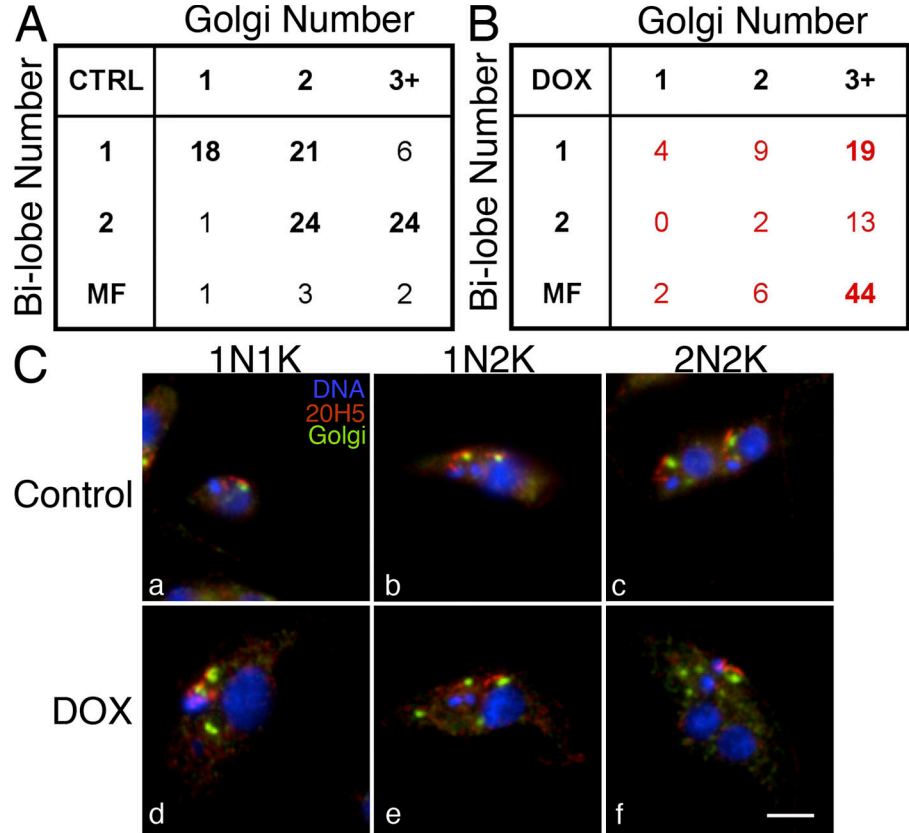 A
Golgi Number
Bi-lobe Number
CTRL 1 2 3+
1 18 21 6
2 1 24 24
MF 1 3 2
B
Golgi Number
Bi-lobe Number
DOX 1 2 3+
1 4 9 19
2 0 2 13
MF 2 6 44
C
1N1K 1N2K 2N2K
DNA
20H5
Golgi
Control
a b c
DOX
d e f